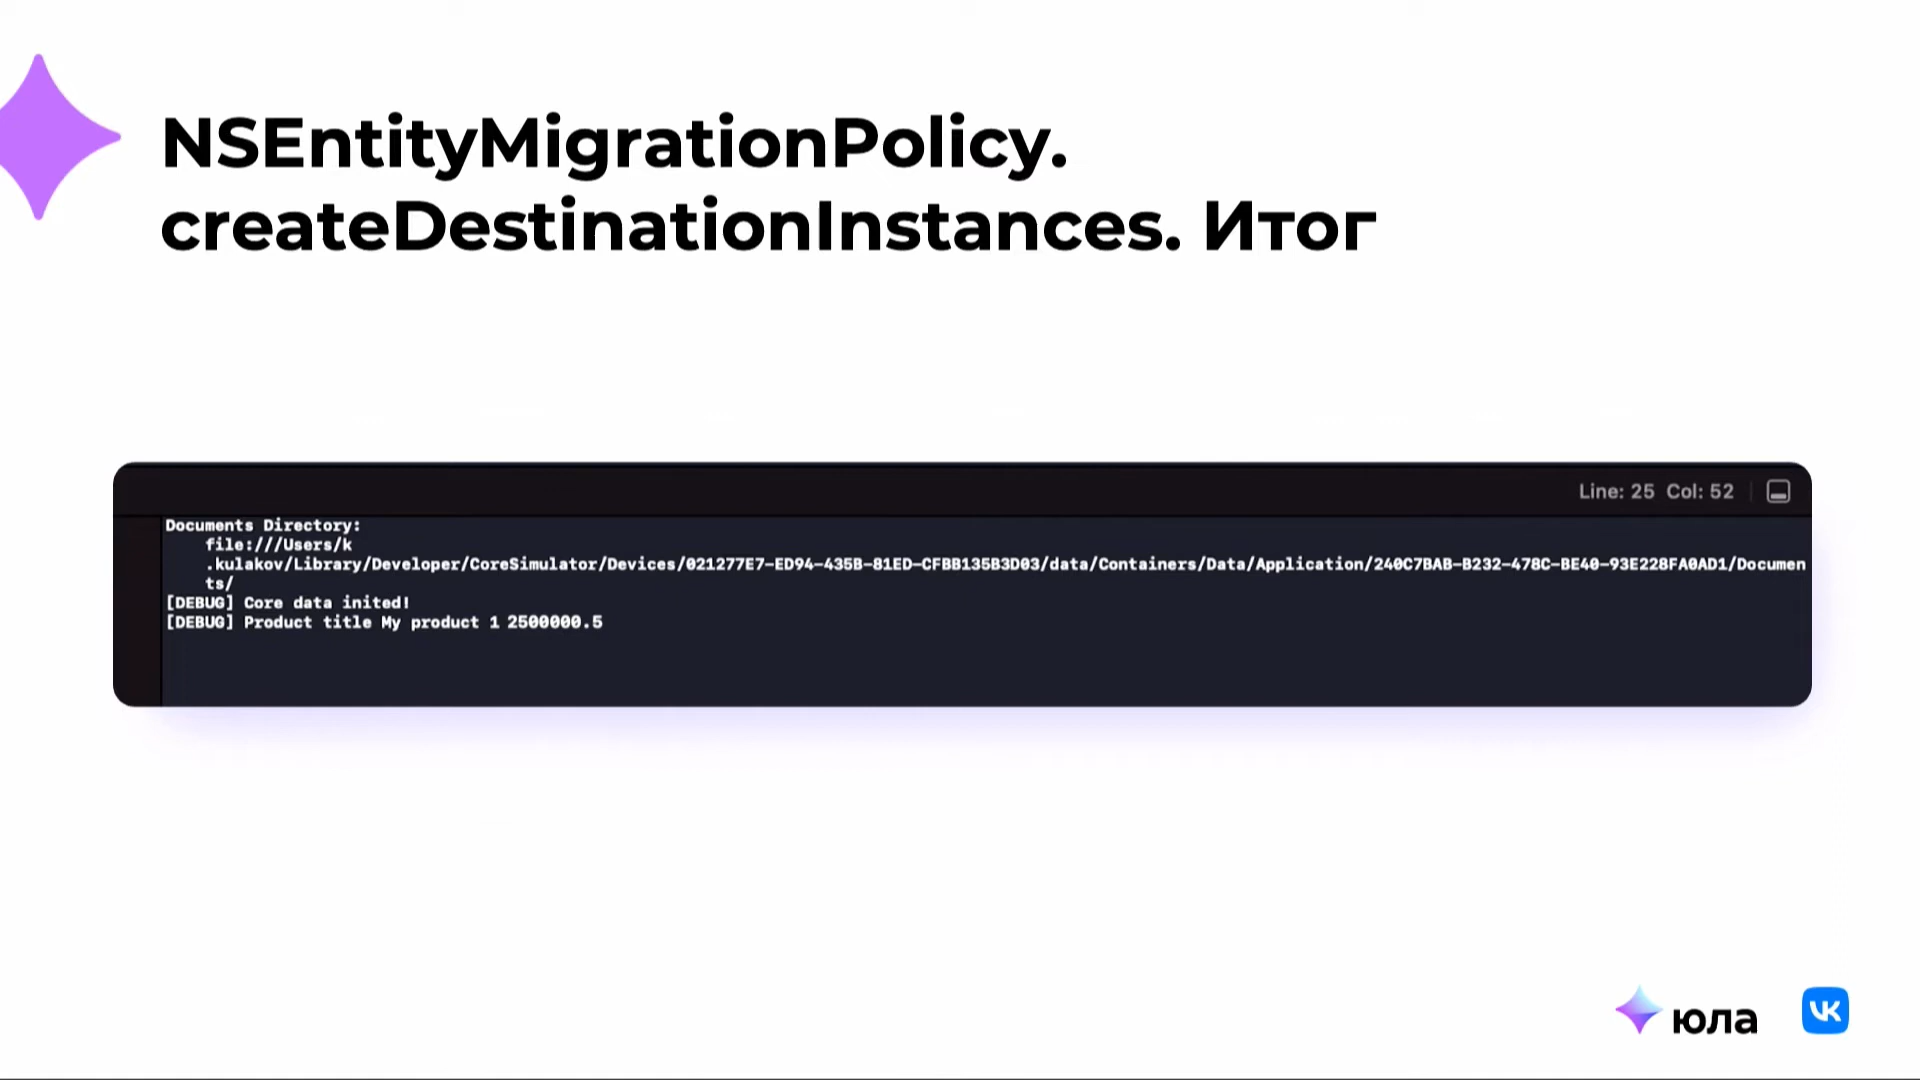 NSEntityMigrationPolicy.
createDestinationInstances. Итог
Line: 25 Col: 52
Documents Directory:
file:///Users/k
.kulakov/Library/Developer/CoreSimulator/Devices/021277E7-ED94-435B-81ED-CFBB135B3D03/data/Containers/Data/Application/240C7BAB-B232-478C-BE40-93E228FA0AD1/Documen
ts/
[DEBUG] Core data inited!
[DEBUG] Product title My product 1 2500000.5
юла
VK